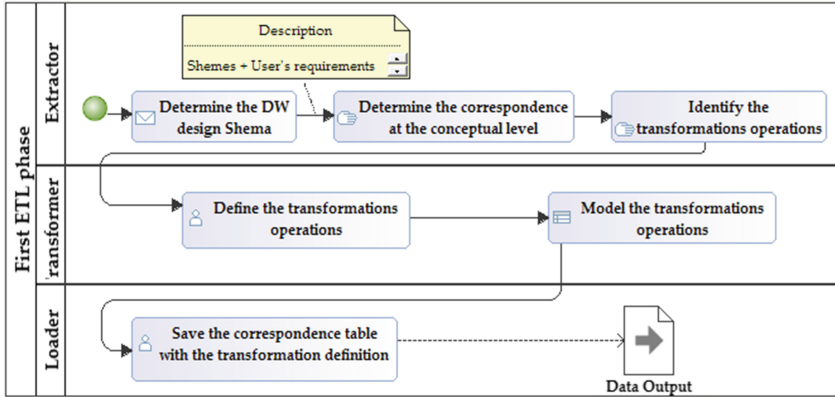 First ETL phase
Extractor
Description
Shemes + User's requirements
Determine the DW
design Shema
Determine the correspondence
at the conceptual level
Identify the
transformations operations
Transformer
Define the transformations
operations
Model the transformations
operations
Loader
Save the correspondence table
with the transformation definition
Data Output